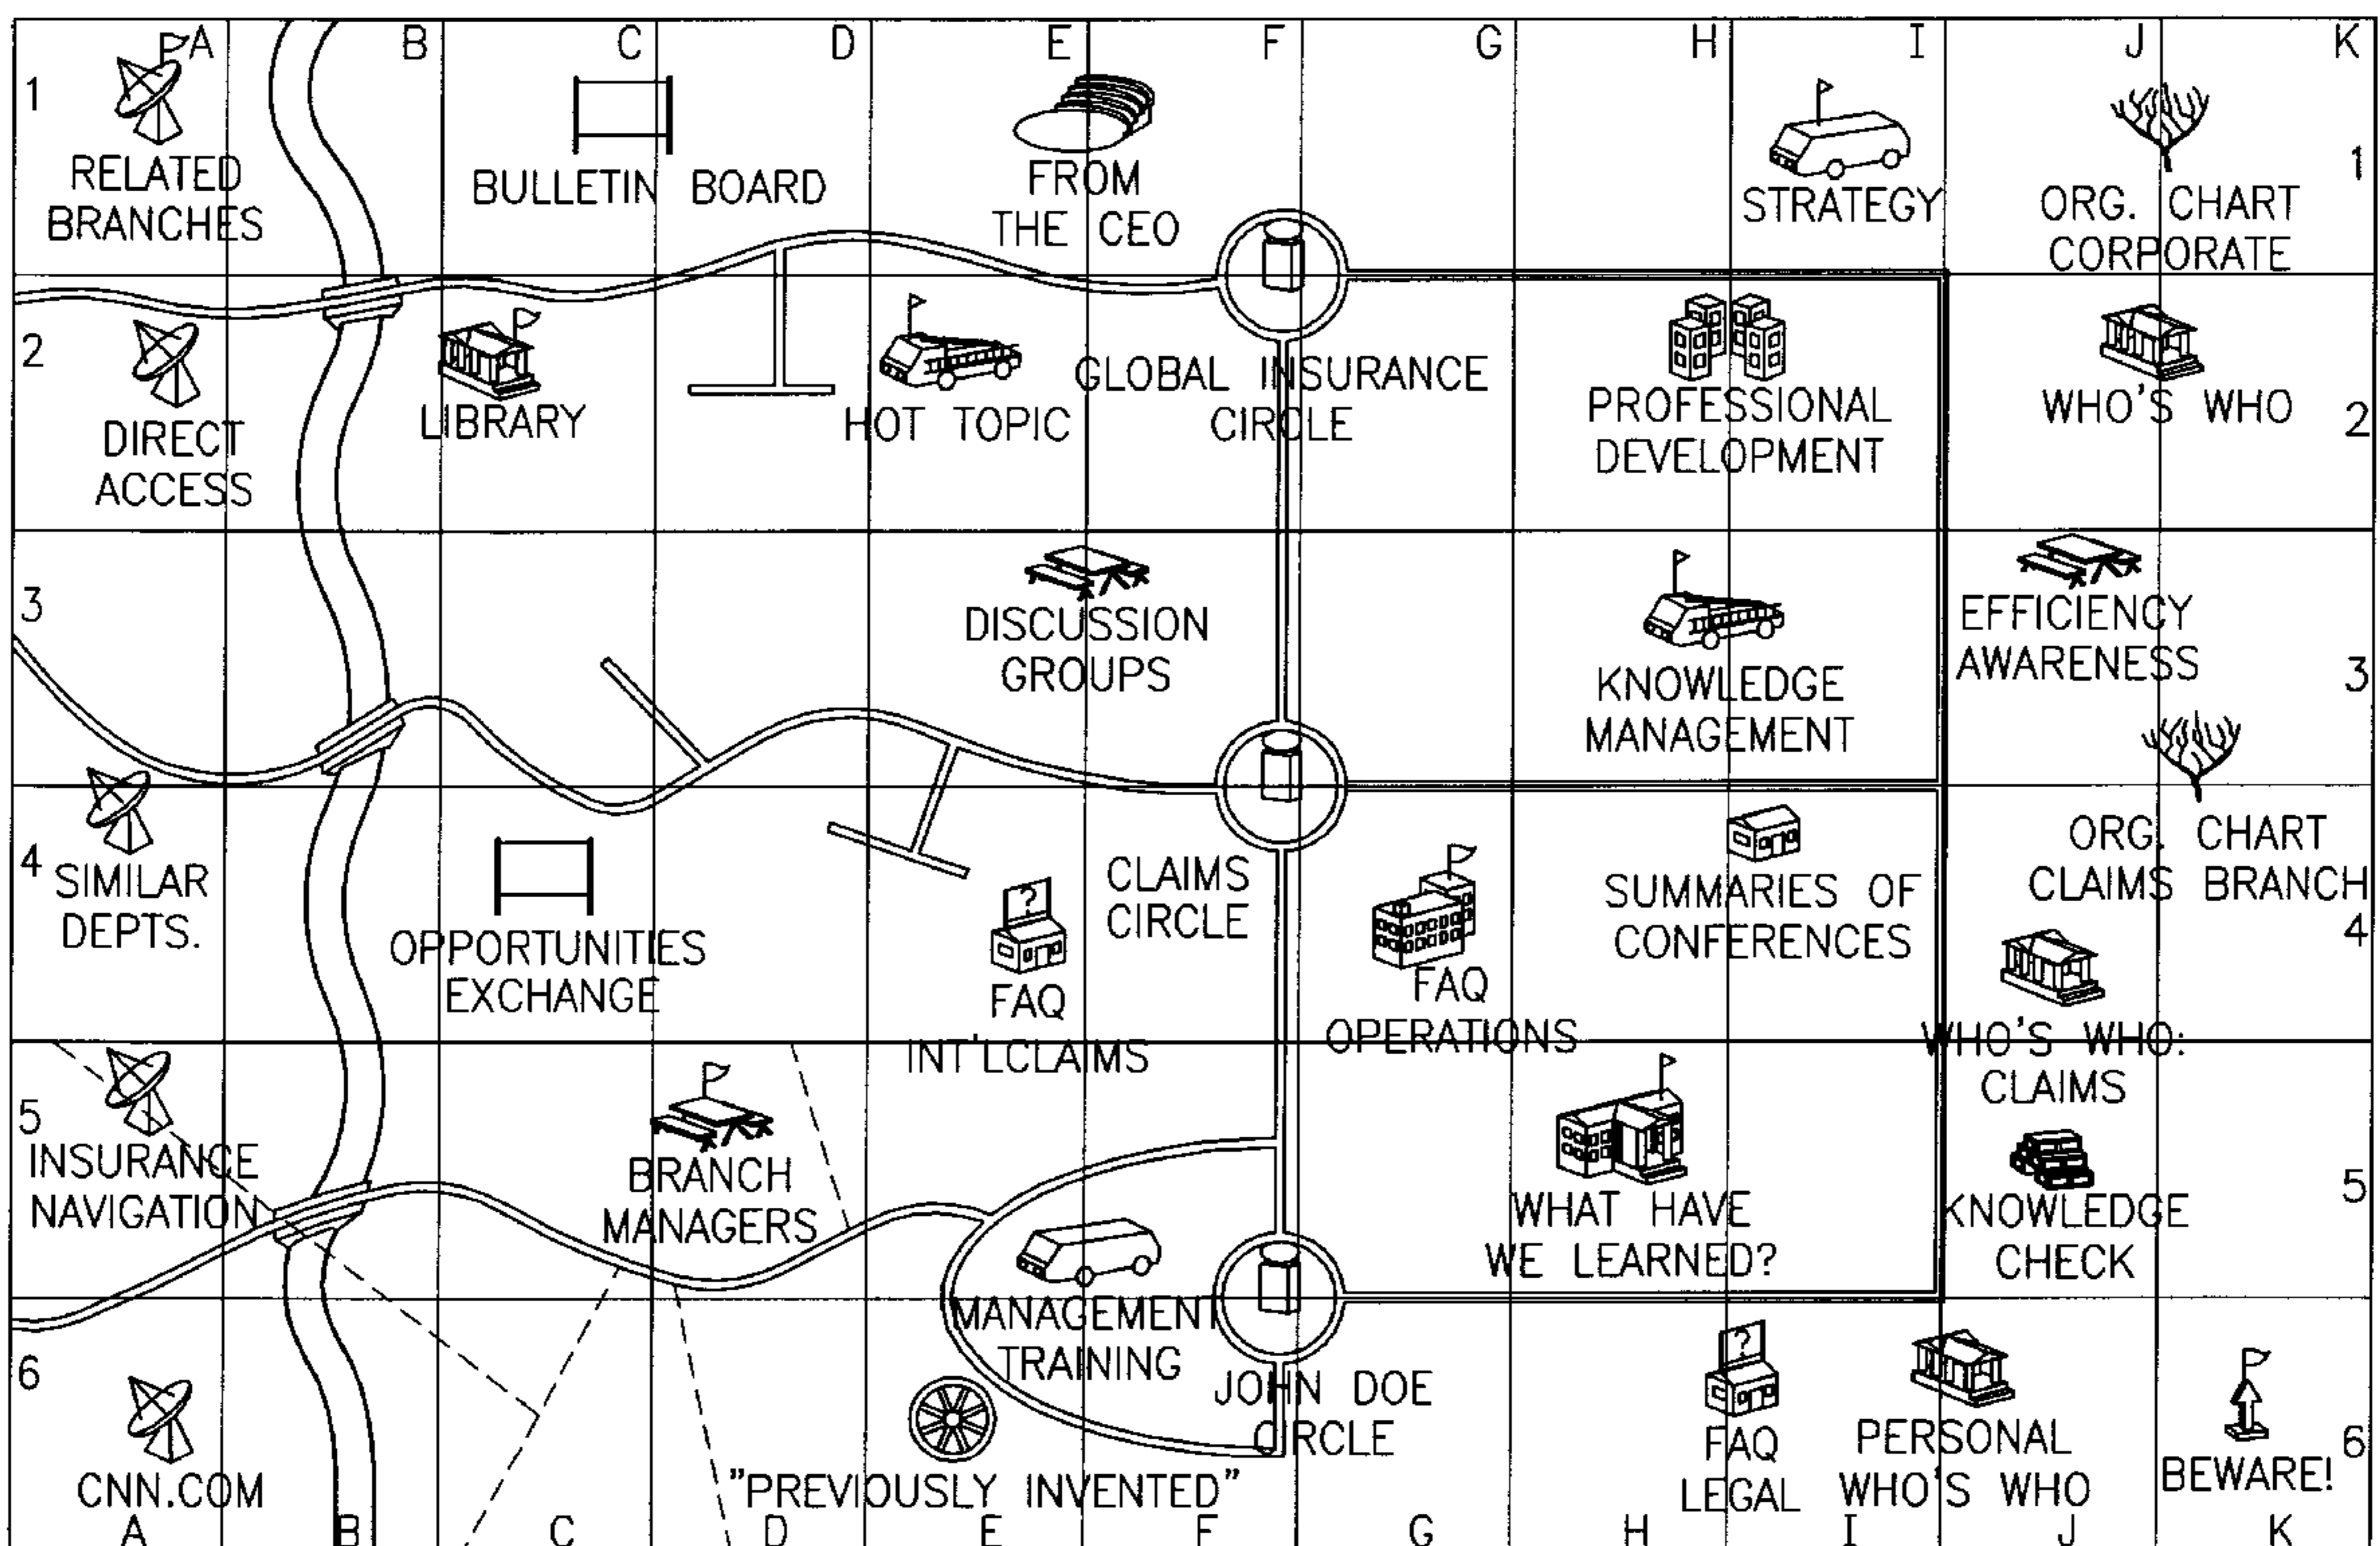 A B C D E F G H I J K
1
RELATED
BRANCHES
BULLETIN BOARD
FROM
THE CEO
STRATEGY
ORG. CHART
CORPORATE
1
2
DIRECT
ACCESS
LIBRARY
HOT TOPIC
GLOBAL INSURANCE
CIRCLE
PROFESSIONAL
DEVELOPMENT
WHO'S WHO
2
3
DISCUSSION
GROUPS
KNOWLEDGE
MANAGEMENT
EFFICIENCY
AWARENESS
3
4
SIMILAR
DEPTS.
OPPORTUNITIES
EXCHANGE
?
FAQ
INT'LCLAIMS
CLAIMS
CIRCLE
FAQ
OPERATIONS
SUMMARIES OF
CONFERENCES
ORG. CHART
CLAIMS BRANCH
4
WHO'S WHO:
CLAIMS
5
INSURANCE
NAVIGATION
BRANCH
MANAGERS
WHAT HAVE
WE LEARNED?
KNOWLEDGE
CHECK
5
MANAGEMENT
TRAINING
6
CNN.COM
"PREVIOUSLY INVENTED"
JOHN DOE
CIRCLE
?
FAQ
LEGAL
PERSONAL
WHO'S WHO
BEWARE!
6
A B C D E F G H I J K